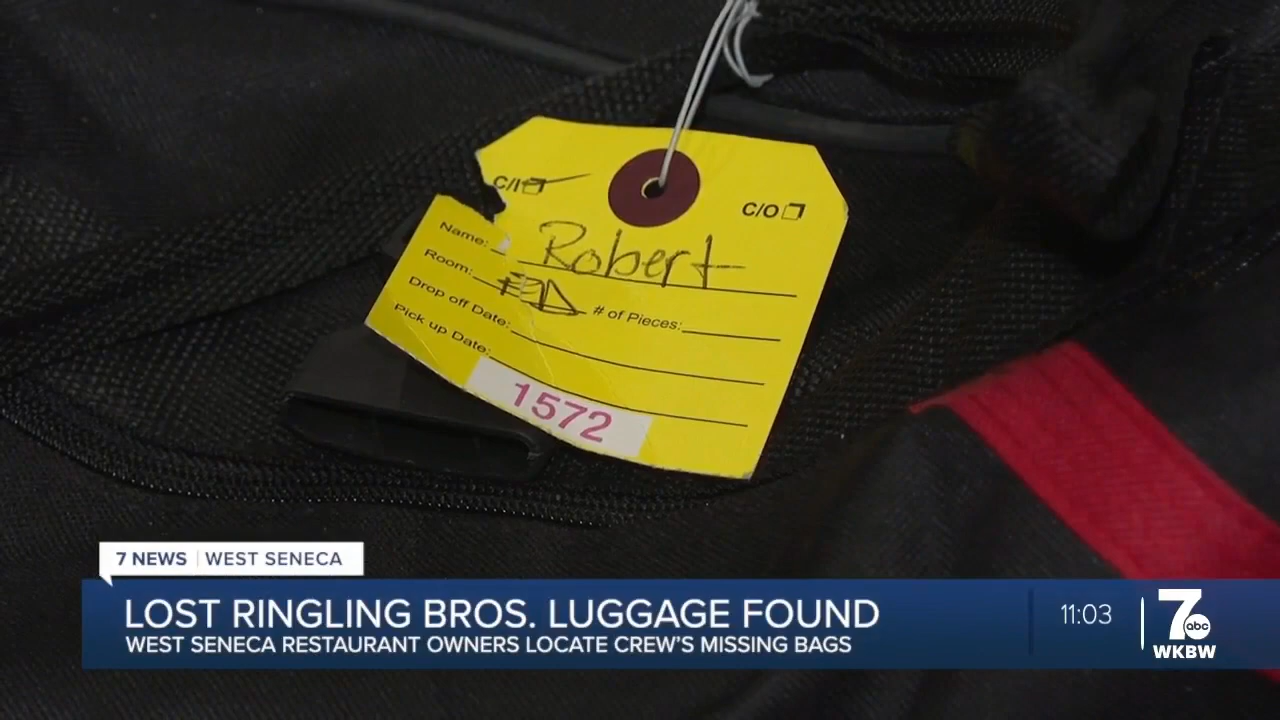 C/I
C/O
Name: Robert
Room:
# of Pieces:
Drop off Date:
Pick up Date:
1572
7 NEWS | WEST SENECA
LOST RINGLING BROS. LUGGAGE FOUND
WEST SENECA RESTAURANT OWNERS LOCATE CREW'S MISSING BAGS
11:03
7 abc
WKBW